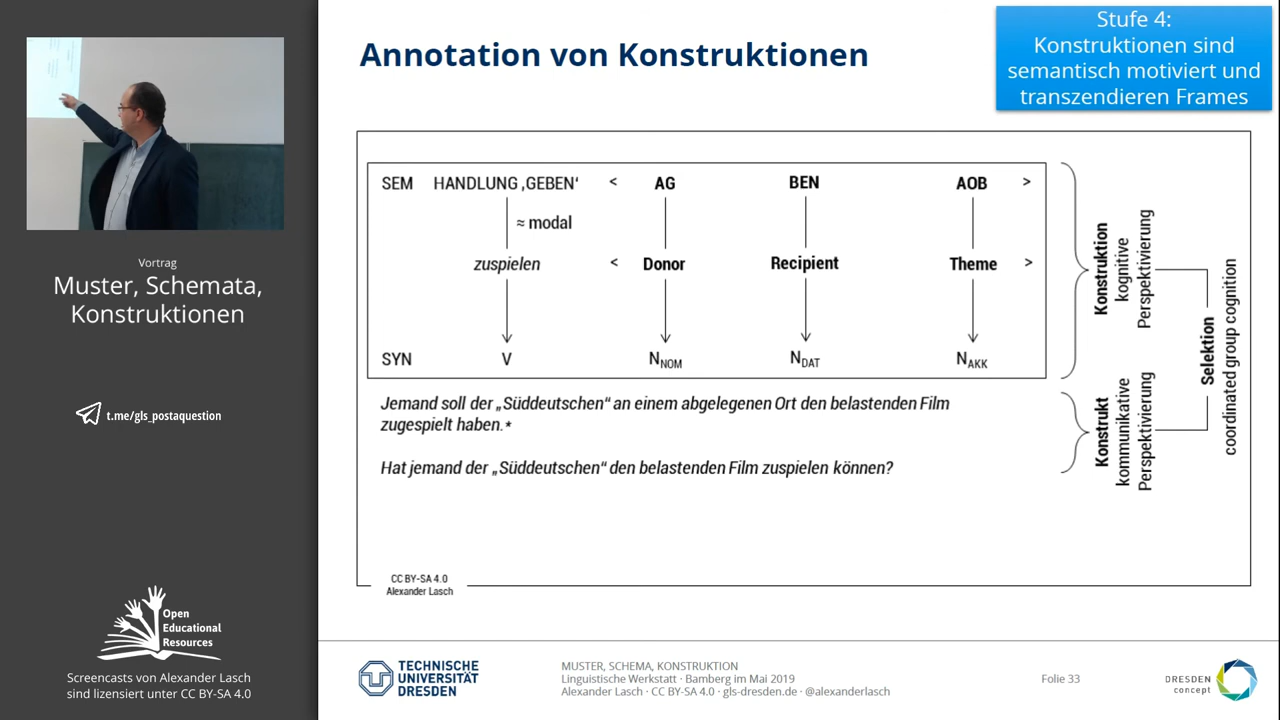 Vortrag
Muster, Schemata,
Konstruktionen
t.me/gls_postaquestion
Open
Educational
Resources
Screencasts von Alexander Lasch
sind lizensiert unter CC BY-SA 4.0
Annotation von Konstruktionen
Stufe 4:
Konstruktionen sind
semantisch motiviert und
transzendieren Frames
SEM HANDLUNG ‚GEBEN‘ < AG BEN AOB >
≈ modal
zuspielen < Donor Recipient Theme >
SYN V N_NOM N_DAT N_AKK
Jemand soll der „Süddeutschen“ an einem abgelegenen Ort den belastenden Film
zugespielt haben.*
Hat jemand der „Süddeutschen“ den belastenden Film zuspielen können?
Konstruktion
kognitive
Perspektivierung
Konstrukt
kommunikative
Perspektivierung
Selektion
coordinated group cognition
CC BY-SA 4.0
Alexander Lasch
TECHNISCHE
UNIVERSITÄT
DRESDEN
MUSTER, SCHEMA, KONSTRUKTION
Linguistische Werkstatt · Bamberg im Mai 2019
Alexander Lasch · CC BY-SA 4.0 · gls-dresden.de · @alexanderlasch
Folie 33
DRESDEN
concept